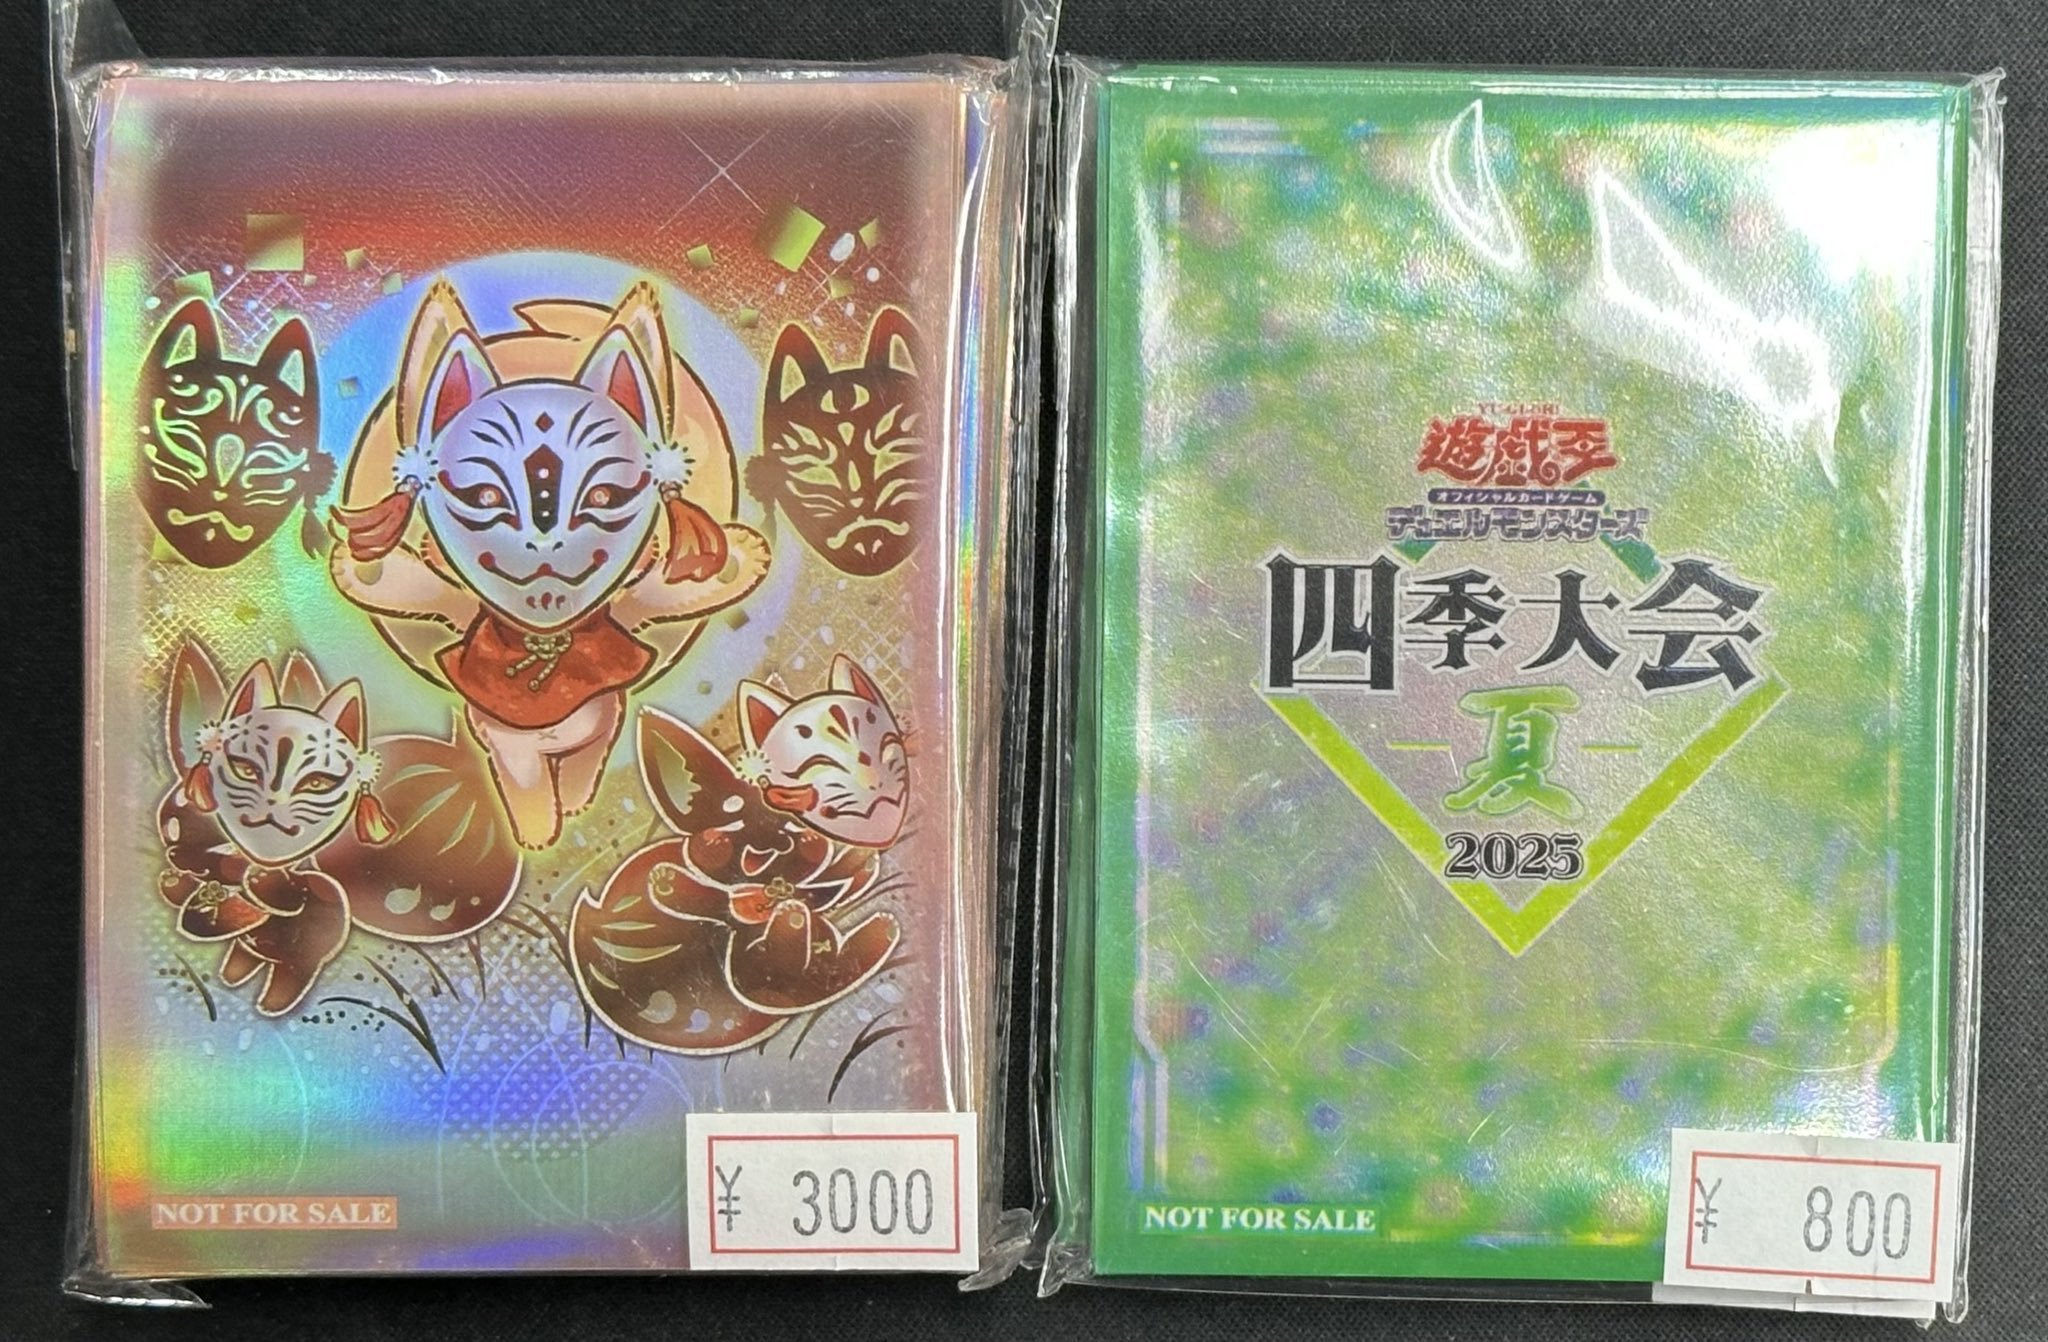 NOT FOR SALE
¥ 3000
YU-GI-OH!
遊戯王
オフィシャルカードゲーム
デュエルモンスターズ
四季大会
夏
2025
NOT FOR SALE
¥ 800